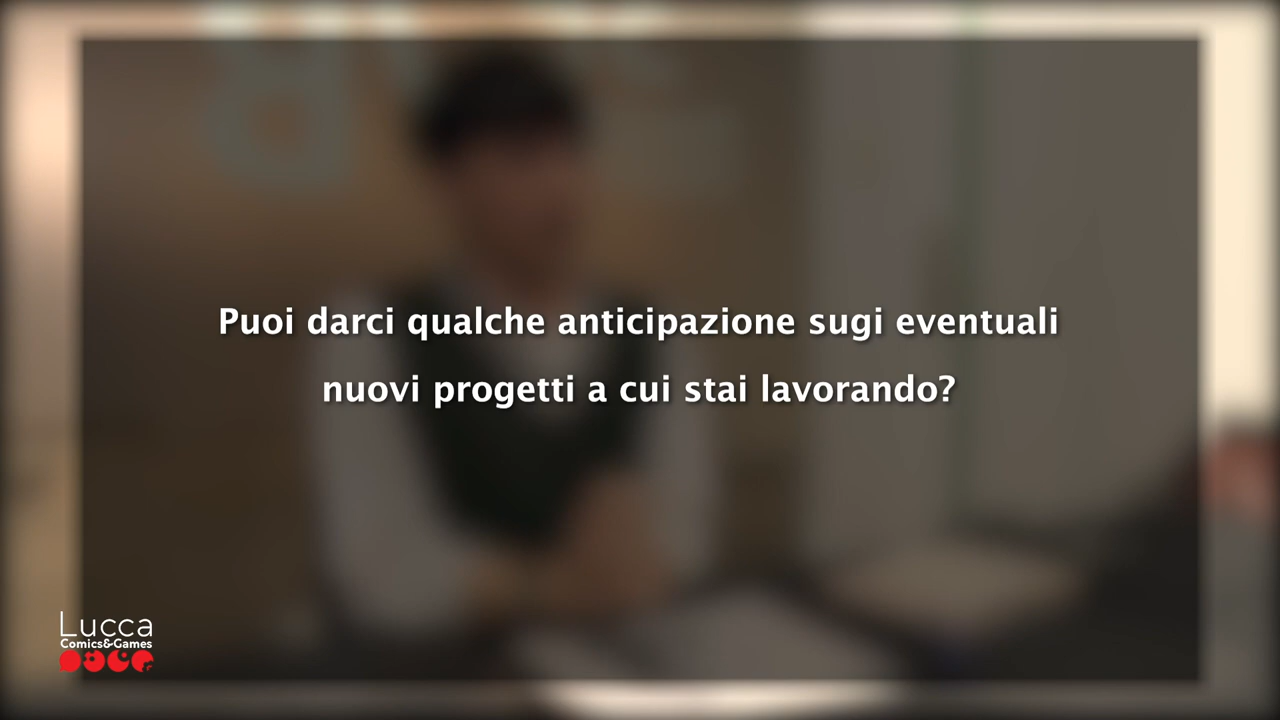 Puoi darci qualche anticipazione sugi eventuali
nuovi progetti a cui stai lavorando?
Lucca
Comics&Games